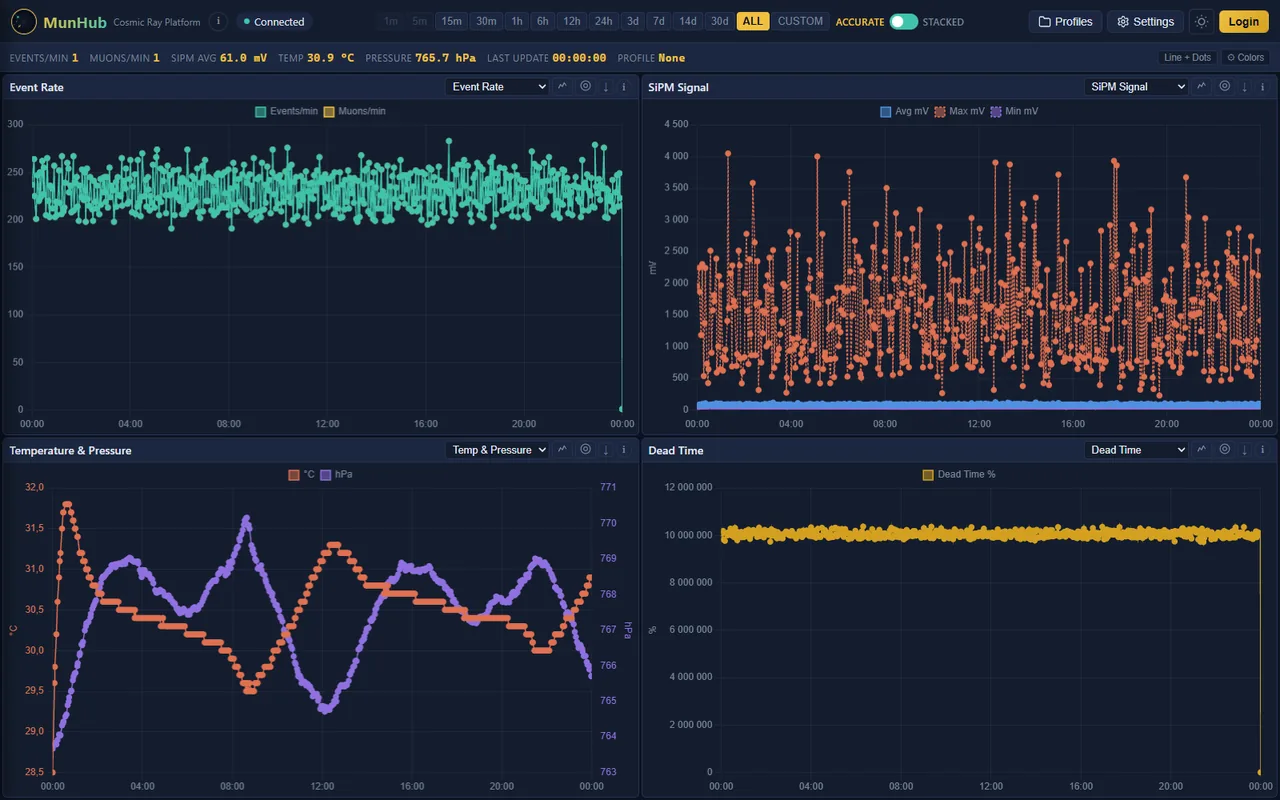 MunHub Cosmic Ray Platform i Connected 1m 5m 15m 30m 1h 6h 12h 24h 3d 7d 14d 30d ALL CUSTOM ACCURATE STACKED Profiles Settings Login
EVENTS/MIN 1 MUONS/MIN 1 SIPM AVG 61.0 mV TEMP 30.9 °C PRESSURE 765.7 hPa LAST UPDATE 00:00:00 PROFILE None Line + Dots Colors
Event Rate Event Rate ↓ i
Events/min Muons/min
300
250
200
150
100
50
0
00:00 04:00 08:00 12:00 16:00 20:00 00:00
SiPM Signal SiPM Signal ↓ i
Avg mV Max mV Min mV
4 500
4 000
3 500
3 000
2 500
2 000
1 500
1 000
500
0
mV
00:00 04:00 08:00 12:00 16:00 20:00 00:00
Temperature & Pressure Temp & Pressure ↓ i
°C hPa
32,0
31,5
31,0
30,5
30,0
29,5
29,0
28,5
°C
771
770
769
768
767
766
765
764
763
hPa
00:00 04:00 08:00 12:00 16:00 20:00 00:00
Dead Time Dead Time ↓ i
Dead Time %
12 000 000
10 000 000
8 000 000
6 000 000
4 000 000
2 000 000
0
%
00:00 04:00 08:00 12:00 16:00 20:00 00:00